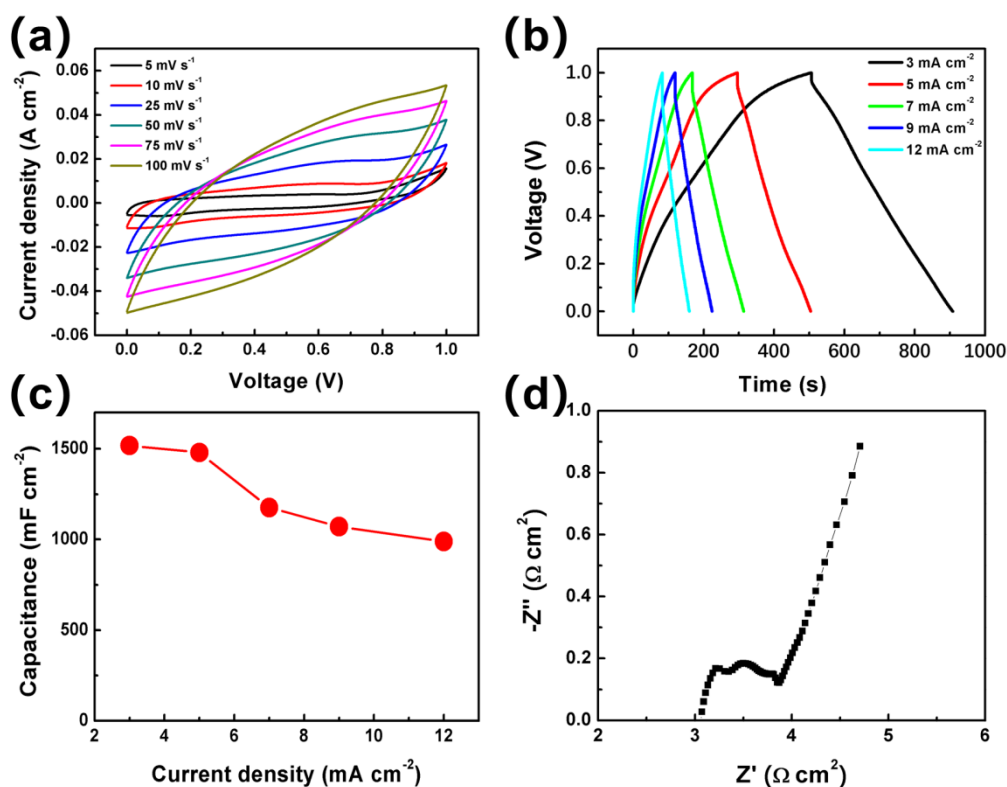 (a)
5 mV s⁻¹
10 mV s⁻¹
25 mV s⁻¹
50 mV s⁻¹
75 mV s⁻¹
100 mV s⁻¹
0.06
0.04
0.02
0.00
-0.02
-0.04
-0.06
Current density (A cm⁻²)
0.0 0.2 0.4 0.6 0.8 1.0
Voltage (V)
(b)
3 mA cm⁻²
5 mA cm⁻²
7 mA cm⁻²
9 mA cm⁻²
12 mA cm⁻²
1.0
0.8
0.6
0.4
0.2
0.0
Voltage (V)
0 200 400 600 800 1000
Time (s)
(c)
1500
1000
500
0
Capacitance (mF cm⁻²)
2 4 6 8 10 12
Current density (mA cm⁻²)
(d)
1.0
0.8
0.6
0.4
0.2
0.0
-Z'' (Ω cm²)
2 3 4 5 6
Z' (Ω cm²)